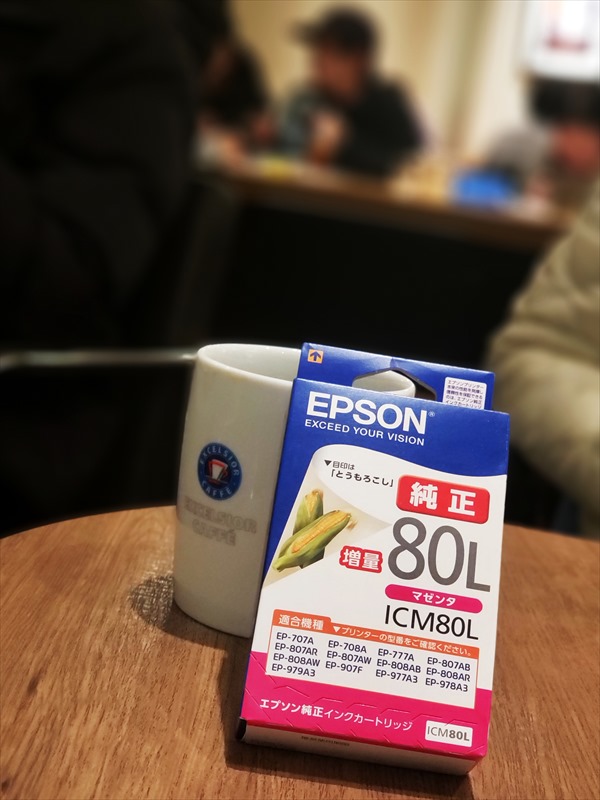 EXCELSIOR
CAFFÉ
EXCELSIOR
CAFFÉ
EPSON®
EXCEED YOUR VISION
▼目印は
「とうもろこし」
純正
増量 80L
マゼンタ
ICM80L
適合機種 ▼プリンターの型番をご確認ください。
EP-707A EP-708A EP-777A EP-807AB
EP-807AR EP-807AW EP-808AB EP-808AR
EP-808AW EP-907F EP-977A3 EP-978A3
EP-979A3
エプソン純正インクカートリッジ
ICM80L